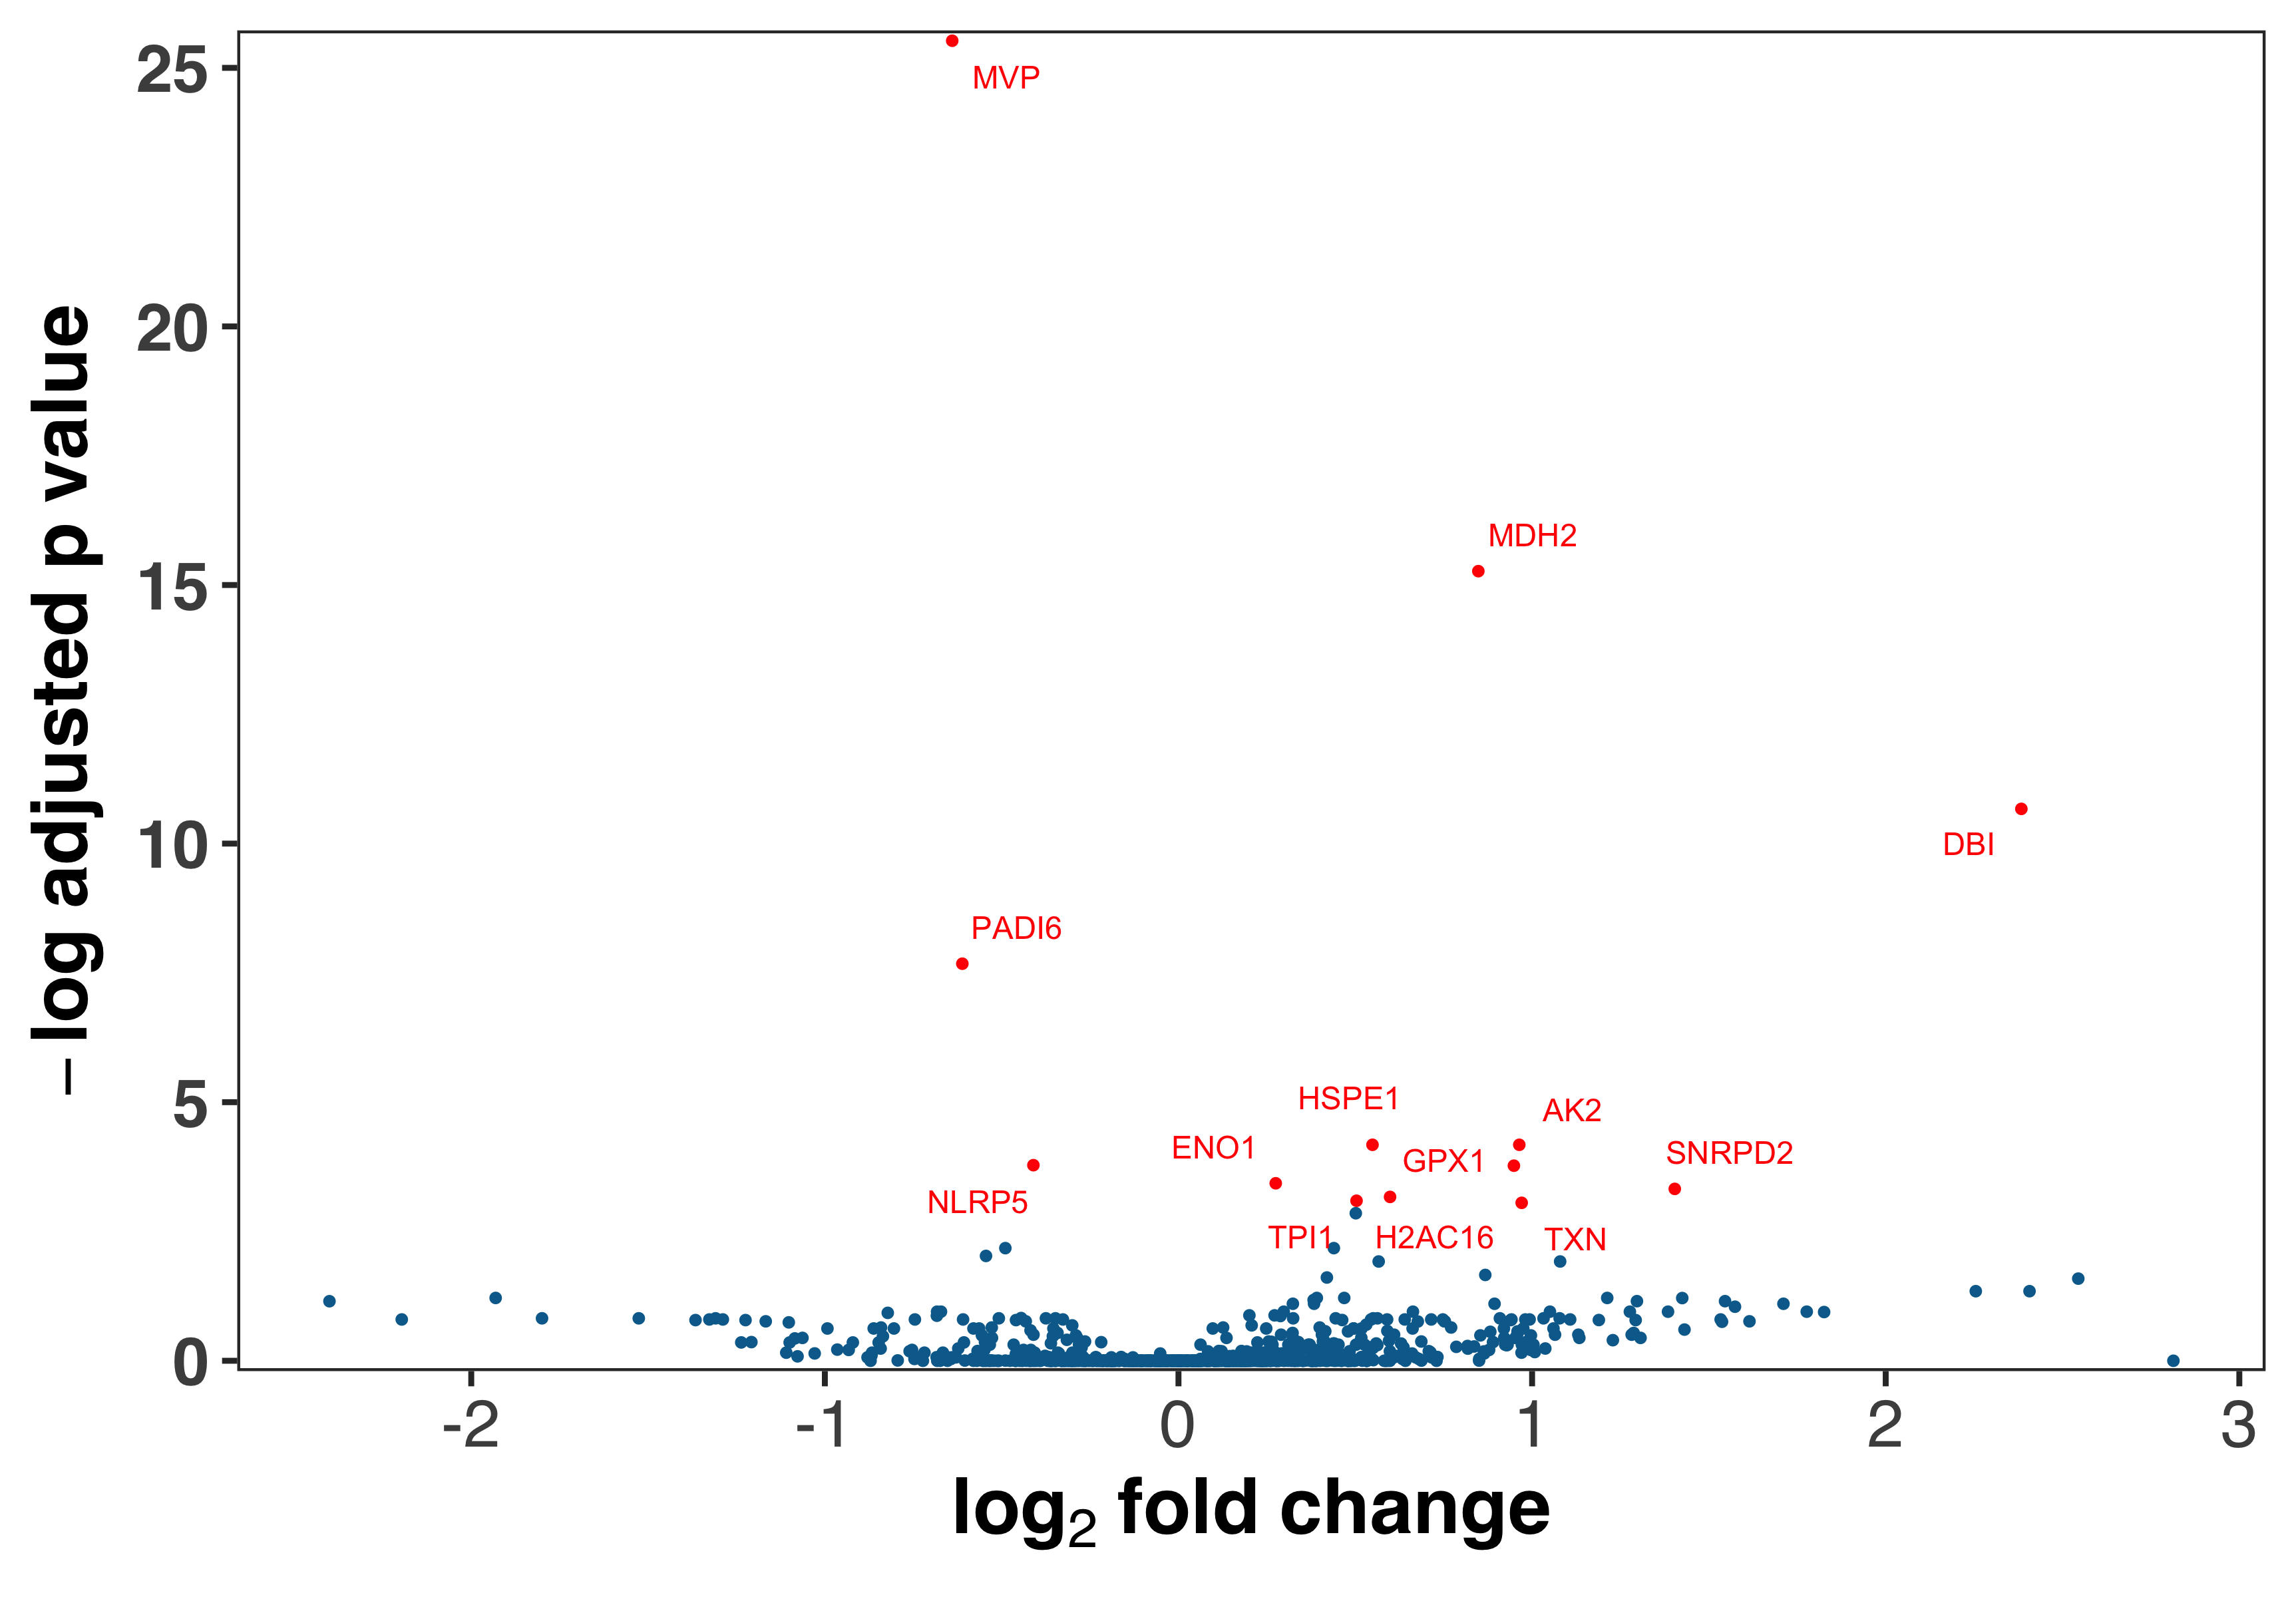 25
20
15
10
5
0
– log adjusted p value
MVP
MDH2
DBI
PADI6
HSPE1
AK2
ENO1
GPX1
SNRPD2
NLRP5
TPI1
H2AC16
TXN
-2
-1
0
1
2
3
log2 fold change